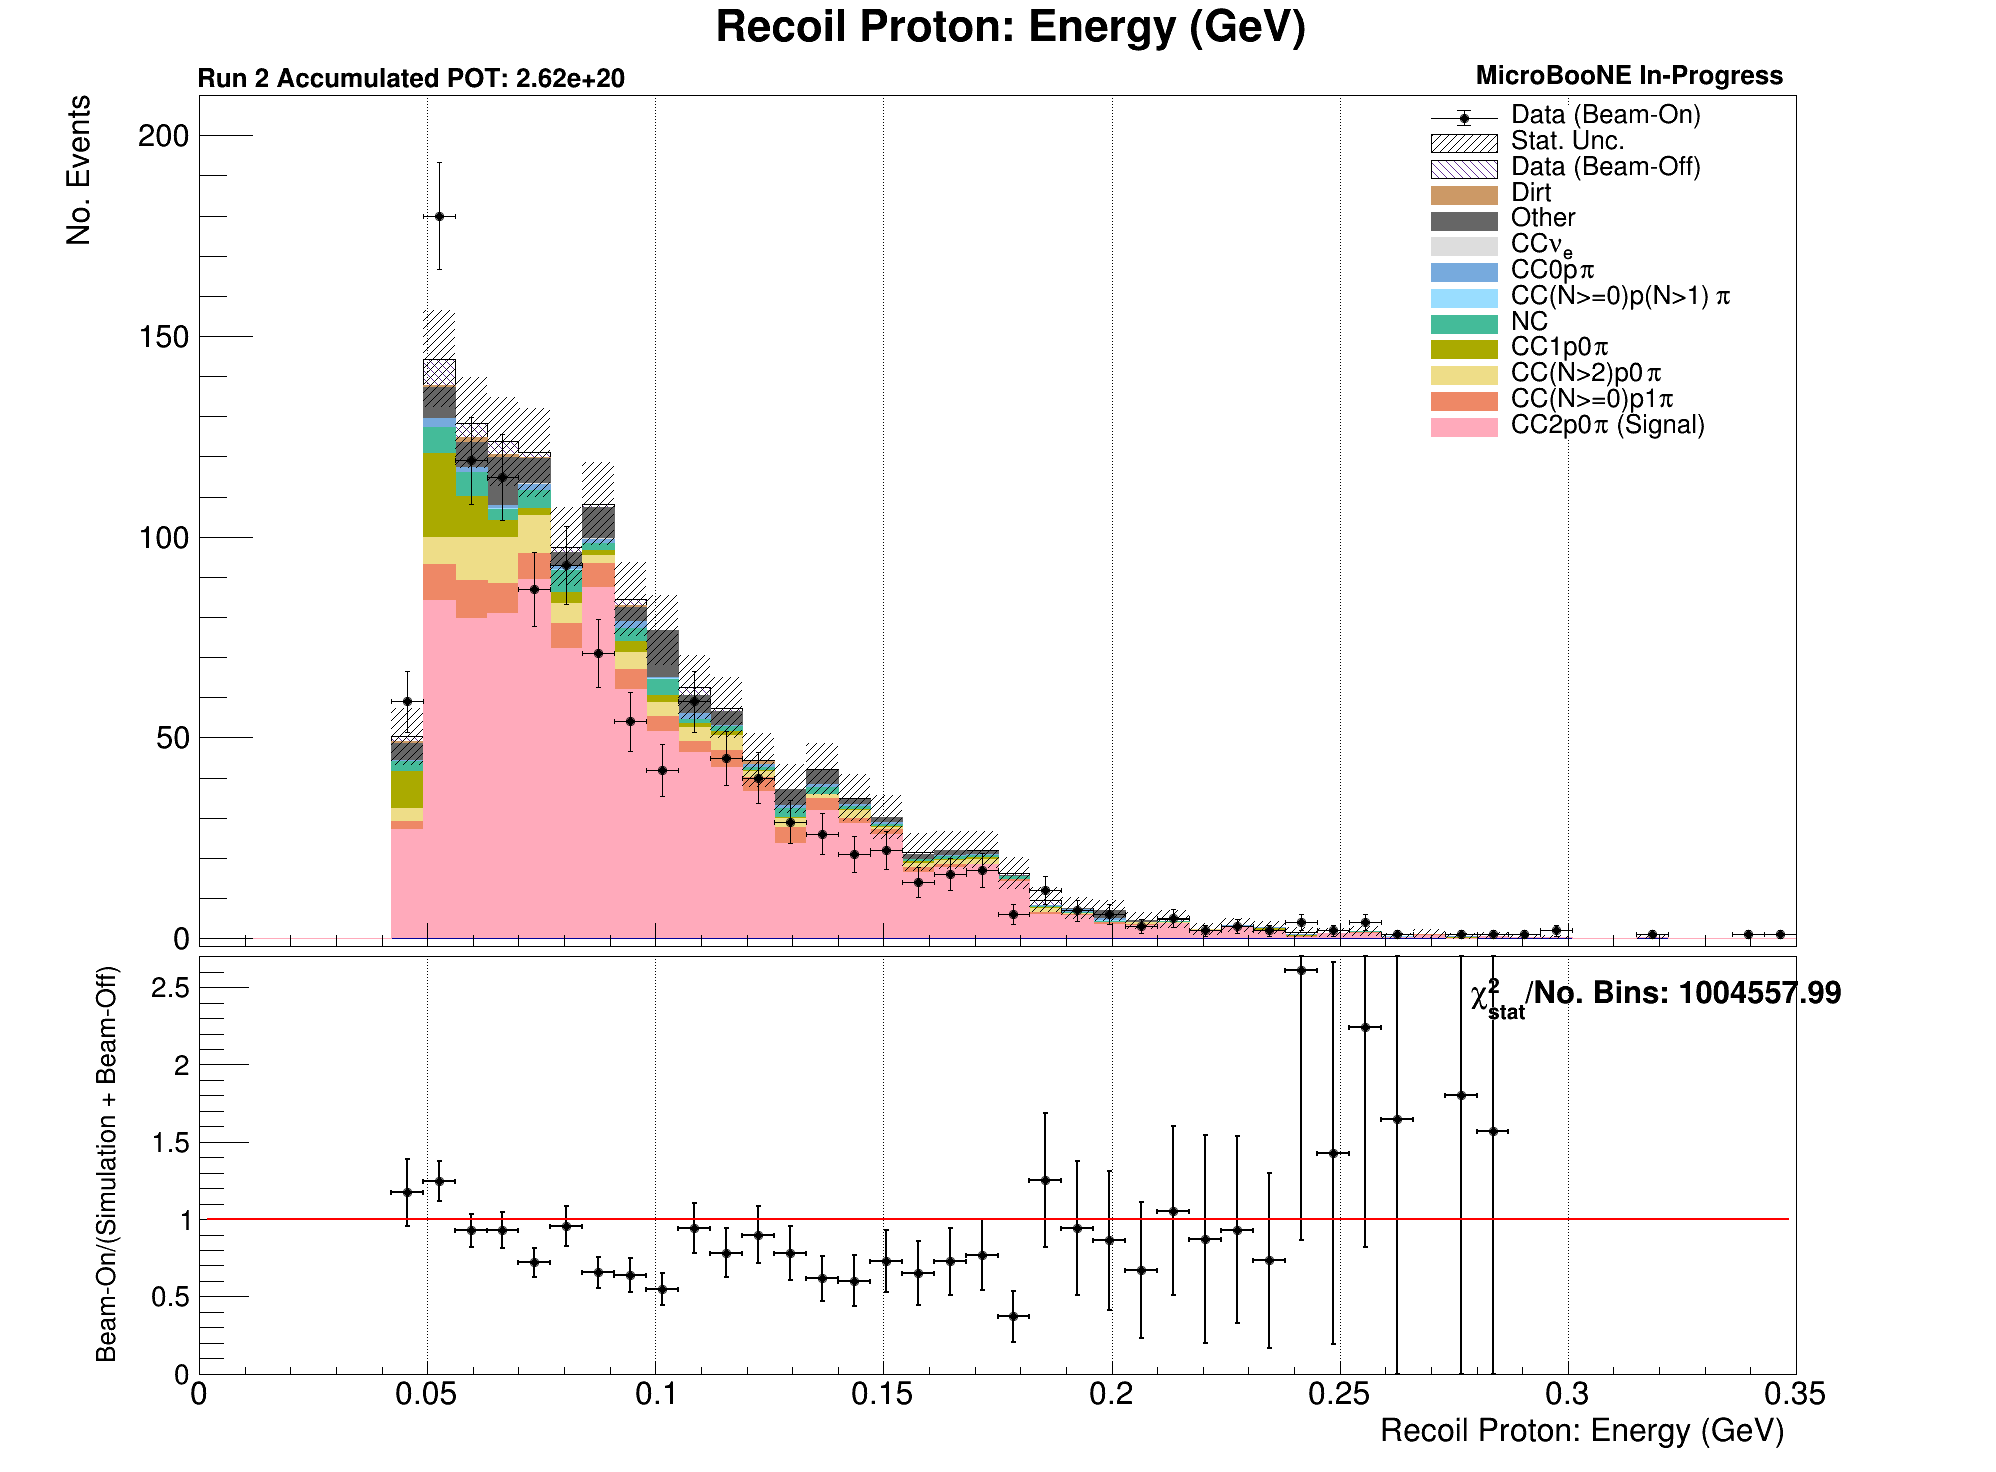 Recoil Proton: Energy (GeV)
Run 2 Accumulated POT: 2.62e+20
MicroBooNE In-Progress
No. Events
200
150
100
50
0
Data (Beam-On)
Stat. Unc.
Data (Beam-Off)
Dirt
Other
CCνe
CC0pπ
CC(N>=0)p(N>1) π
NC
CC1p0π
CC(N>2)p0π
CC(N>=0)p1π
CC2p0π (Signal)
Beam-On/(Simulation + Beam-Off)
2.5
2
1.5
1
0.5
0
χ²stat/No. Bins: 1004557.99
0 0.05 0.1 0.15 0.2 0.25 0.3 0.35
Recoil Proton: Energy (GeV)